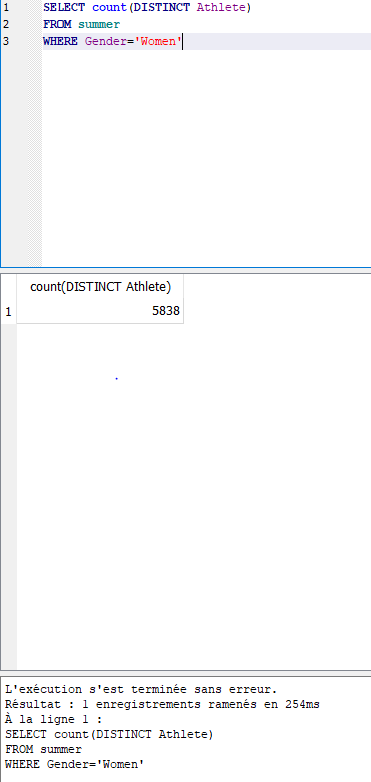 1 SELECT count(DISTINCT Athlete)
2 FROM summer
3 WHERE Gender='Women'
count(DISTINCT Athlete)
1 5838
L'exécution s'est terminée sans erreur.
Résultat : 1 enregistrements ramenés en 254ms
À la ligne 1 :
SELECT count(DISTINCT Athlete)
FROM summer
WHERE Gender='Women'